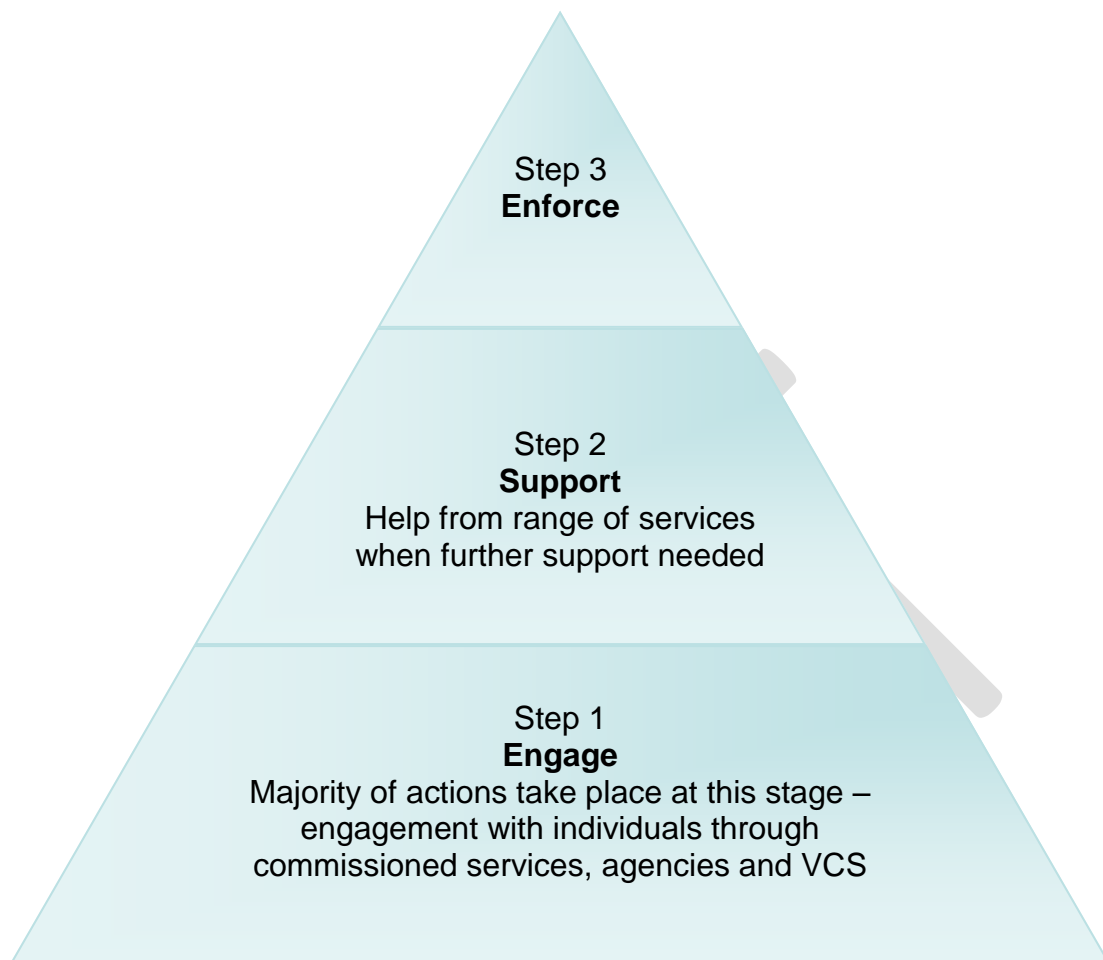 Step 3
Enforce
Step 2
Support
Help from range of services
when further support needed
Step 1
Engage
Majority of actions take place at this stage –
engagement with individuals through
commissioned services, agencies and VCS